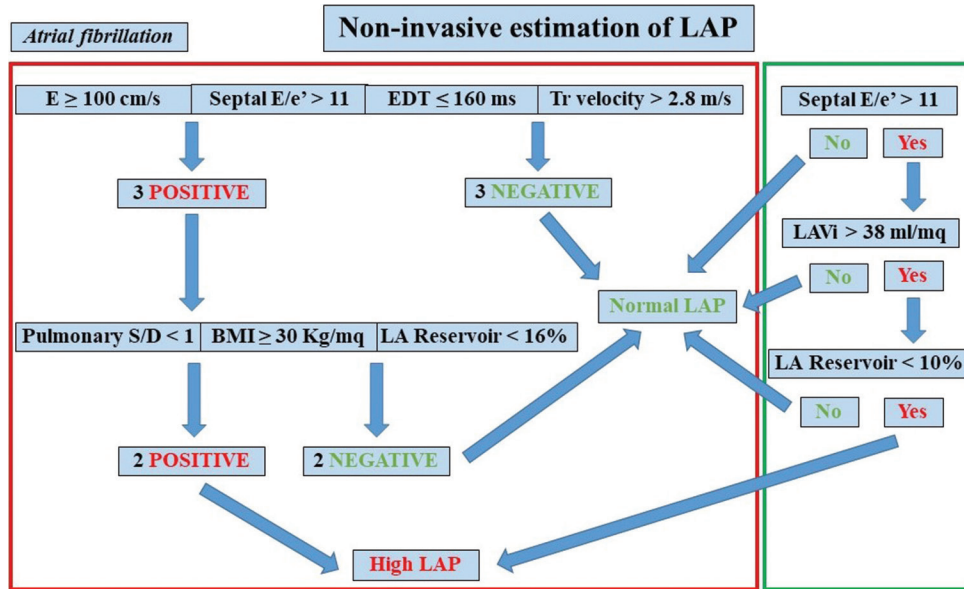 Non-invasive estimation of LAP
Atrial fibrillation
E ≥ 100 cm/s
Septal E/e’ > 11
EDT ≤ 160 ms
Tr velocity > 2.8 m/s
3 POSITIVE
3 NEGATIVE
Pulmonary S/D < 1
BMI ≥ 30 Kg/mq
LA Reservoir < 16%
2 POSITIVE
2 NEGATIVE
Normal LAP
High LAP
Septal E/e’ > 11
No
Yes
LAVi > 38 ml/mq
No
Yes
LA Reservoir < 10%
No
Yes